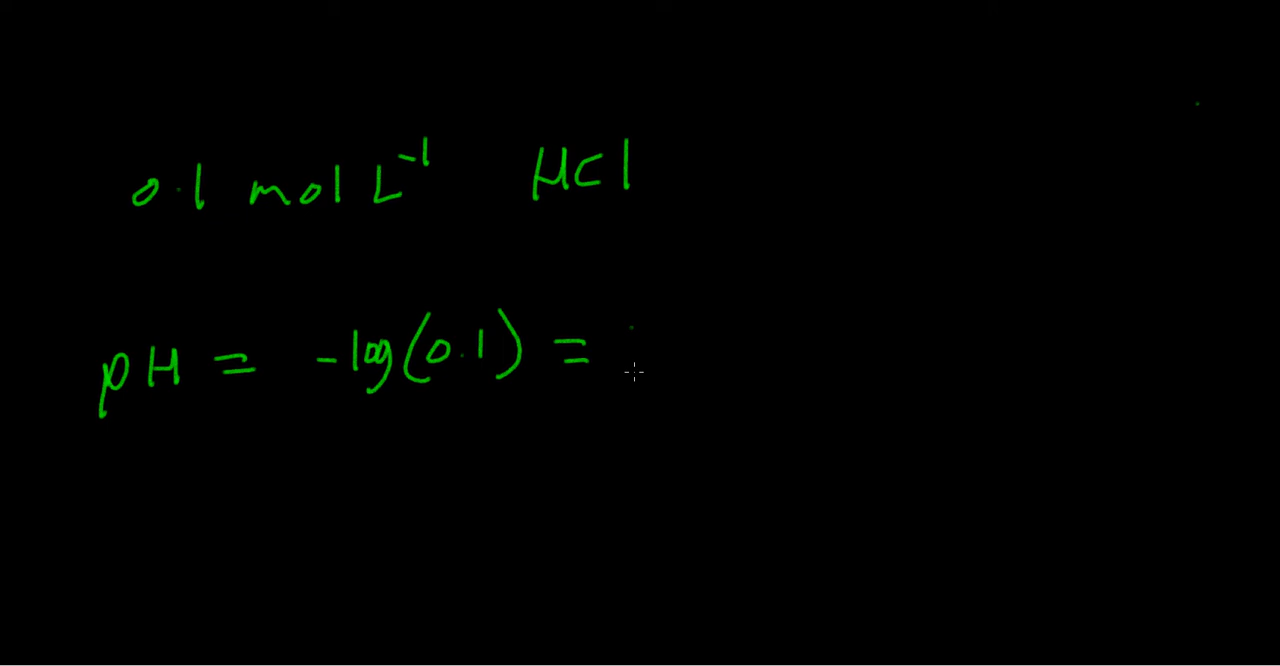 0.1 mol L⁻¹ HCl
pH = -log(0.1) =